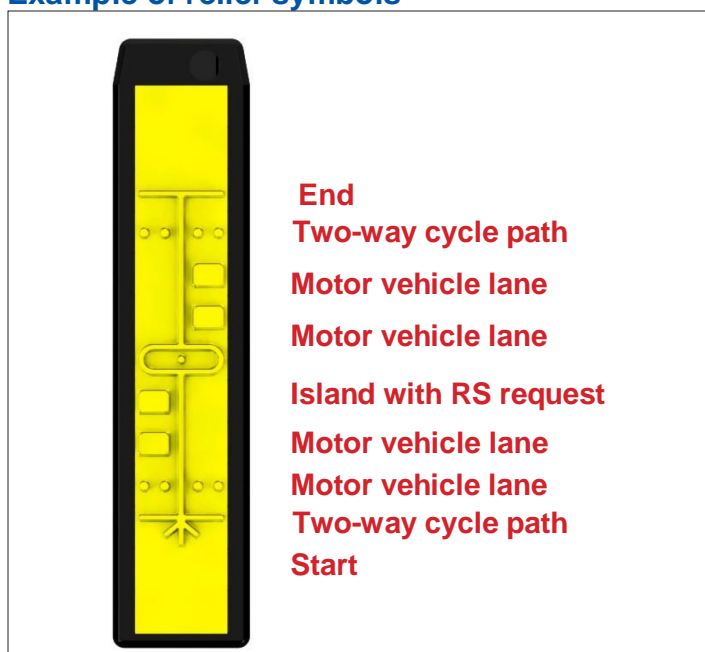 Example of relief symbols
End
Two-way cycle path
Motor vehicle lane
Motor vehicle lane
Island with RS request
Motor vehicle lane
Motor vehicle lane
Two-way cycle path
Start